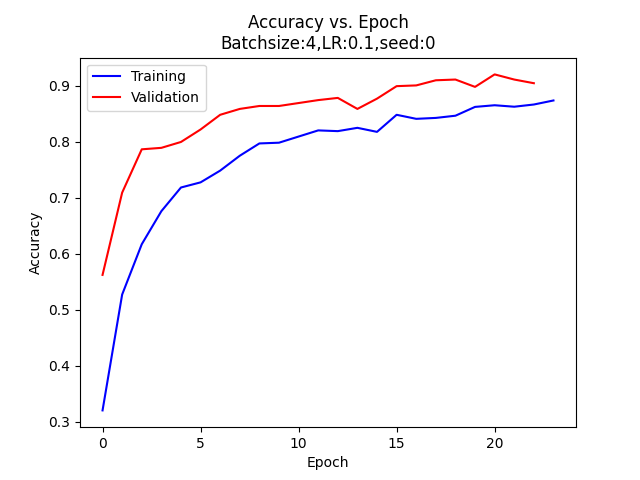 Accuracy vs. Epoch
Batchsize:4,LR:0.1,seed:0
Training
Validation
0.9
0.8
0.7
0.6
0.5
0.4
0.3
Accuracy
0 5 10 15 20
Epoch